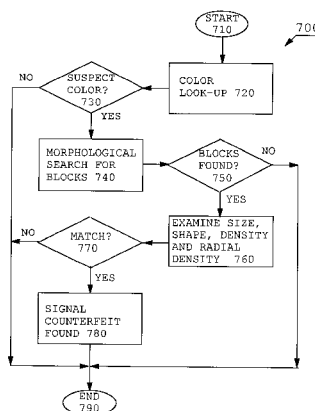 START
710
700
COLOR
LOOK-UP 720
SUSPECT
COLOR?
730
NO
YES
MORPHOLOGICAL
SEARCH FOR
BLOCKS 740
BLOCKS
FOUND?
750
NO
YES
EXAMINE SIZE,
SHAPE, DENSITY
AND RADIAL
DENSITY 760
MATCH?
770
NO
YES
SIGNAL
COUNTERFEIT
FOUND 780
END
790